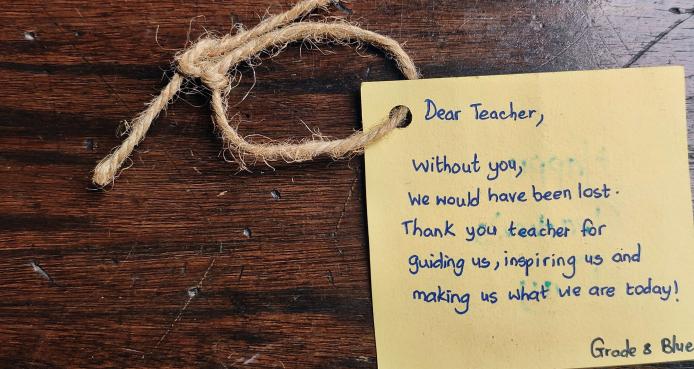 Dear Teacher,
Without you,
we would have been lost.
Thank you teacher for
guiding us, inspiring us and
making us what we are today!
Grade 8 Blue